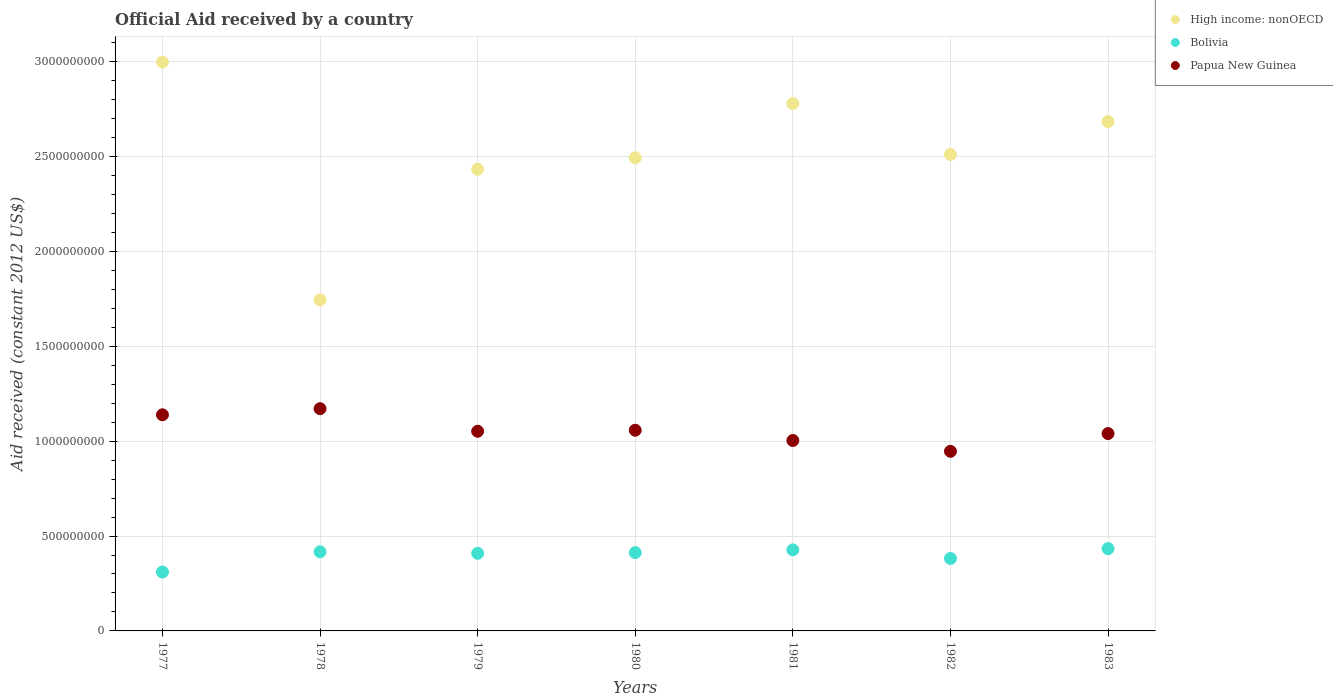 Official Aid received by a country
High income: nonOECD
Bolivia
Papua New Guinea
Aid received (constant 2012 US$)
3000000000
2500000000
2000000000
1500000000
1000000000
500000000
0
1977
1978
1979
1980
1981
1982
1983
Years